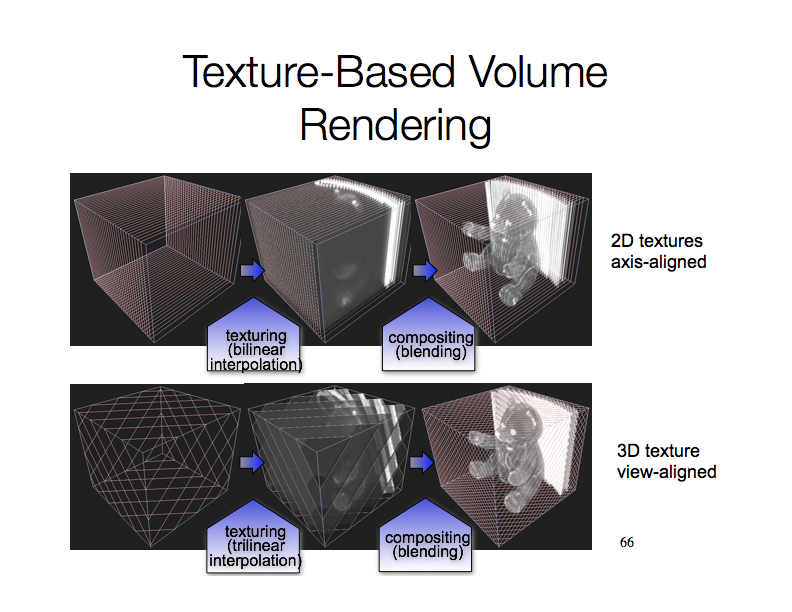 Texture-Based Volume
Rendering
2D textures
axis-aligned
texturing
(bilinear
interpolation)
compositing
(blending)
3D texture
view-aligned
texturing
(trilinear
interpolation)
compositing
(blending)
66